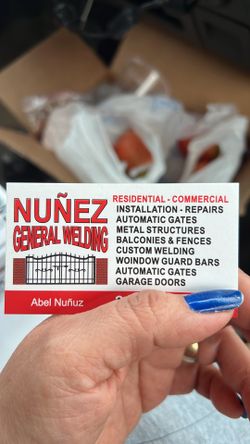 NUÑEZ
GENERAL WELDING
Abel Nuñuz
RESIDENTIAL - COMMERCIAL
INSTALLATION - REPAIRS
AUTOMATIC GATES
METAL STRUCTURES
BALCONIES & FENCES
CUSTOM WELDING
WOINDOW GUARD BARS
AUTOMATIC GATES
GARAGE DOORS